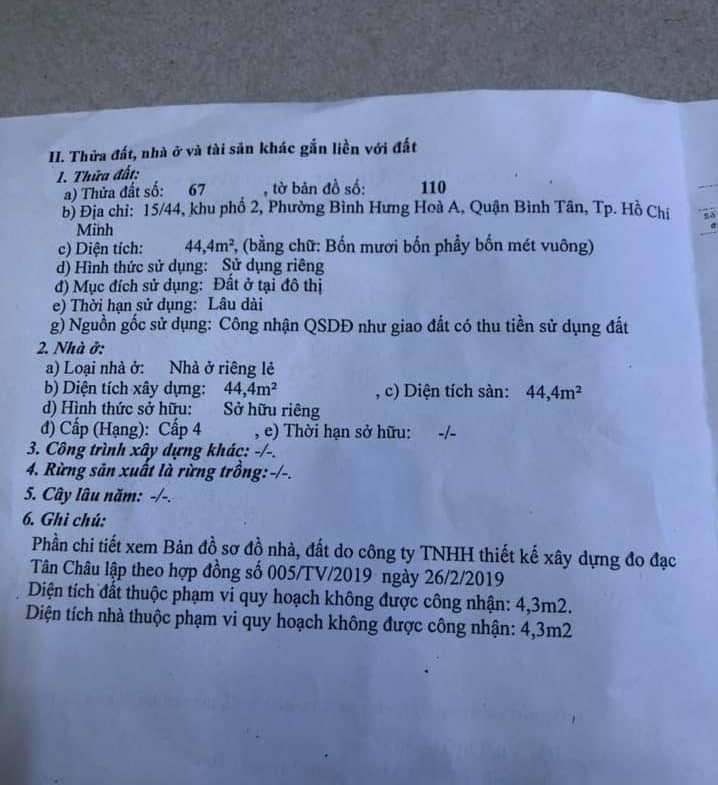 II. Thửa đất, nhà ở và tài sản khác gắn liền với đất
1. Thửa đất:
a) Thửa đất số: 67 , tờ bản đồ số: 110
b) Địa chỉ: 15/44, khu phố 2, Phường Bình Hưng Hoà A, Quận Bình Tân, Tp. Hồ Chí
Minh
c) Diện tích: 44,4m², (bằng chữ: Bốn mươi bốn phẩy bốn mét vuông)
d) Hình thức sử dụng: Sử dụng riêng
đ) Mục đích sử dụng: Đất ở tại đô thị
e) Thời hạn sử dụng: Lâu dài
g) Nguồn gốc sử dụng: Công nhận QSDĐ như giao đất có thu tiền sử dụng đất
2. Nhà ở:
a) Loại nhà ở: Nhà ở riêng lẻ
b) Diện tích xây dựng: 44,4m² , c) Diện tích sàn: 44,4m²
d) Hình thức sở hữu: Sở hữu riêng
đ) Cấp (Hạng): Cấp 4 , e) Thời hạn sở hữu: -/-
3. Công trình xây dựng khác: -/-.
4. Rừng sản xuất là rừng trồng: -/-.
5. Cây lâu năm: -/-.
6. Ghi chú:
Phần chi tiết xem Bản đồ sơ đồ nhà, đất do công ty TNHH thiết kế xây dựng đo đạc
Tân Châu lập theo hợp đồng số 005/TV/2019 ngày 26/2/2019
Diện tích đất thuộc phạm vi quy hoạch không được công nhận: 4,3m2.
Diện tích nhà thuộc phạm vi quy hoạch không được công nhận: 4,3m2